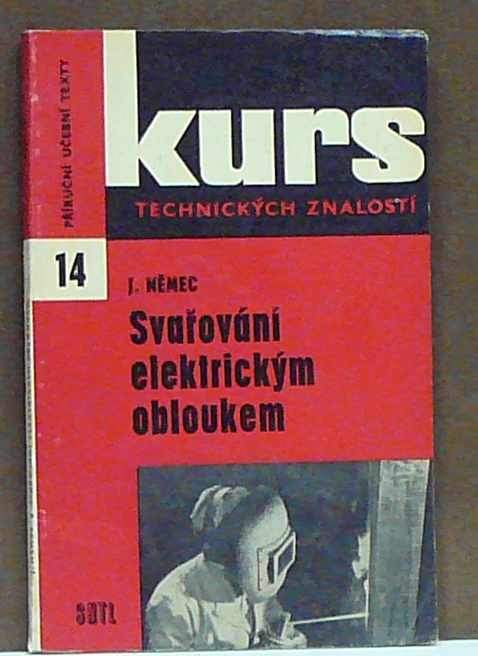 PŘÍRUČNÍ UČEBNÍ TEXTY
kurs
TECHNICKÝCH ZNALOSTÍ
14
J. NĚMEC
Svařování
elektrickým
obloukem
SNTL